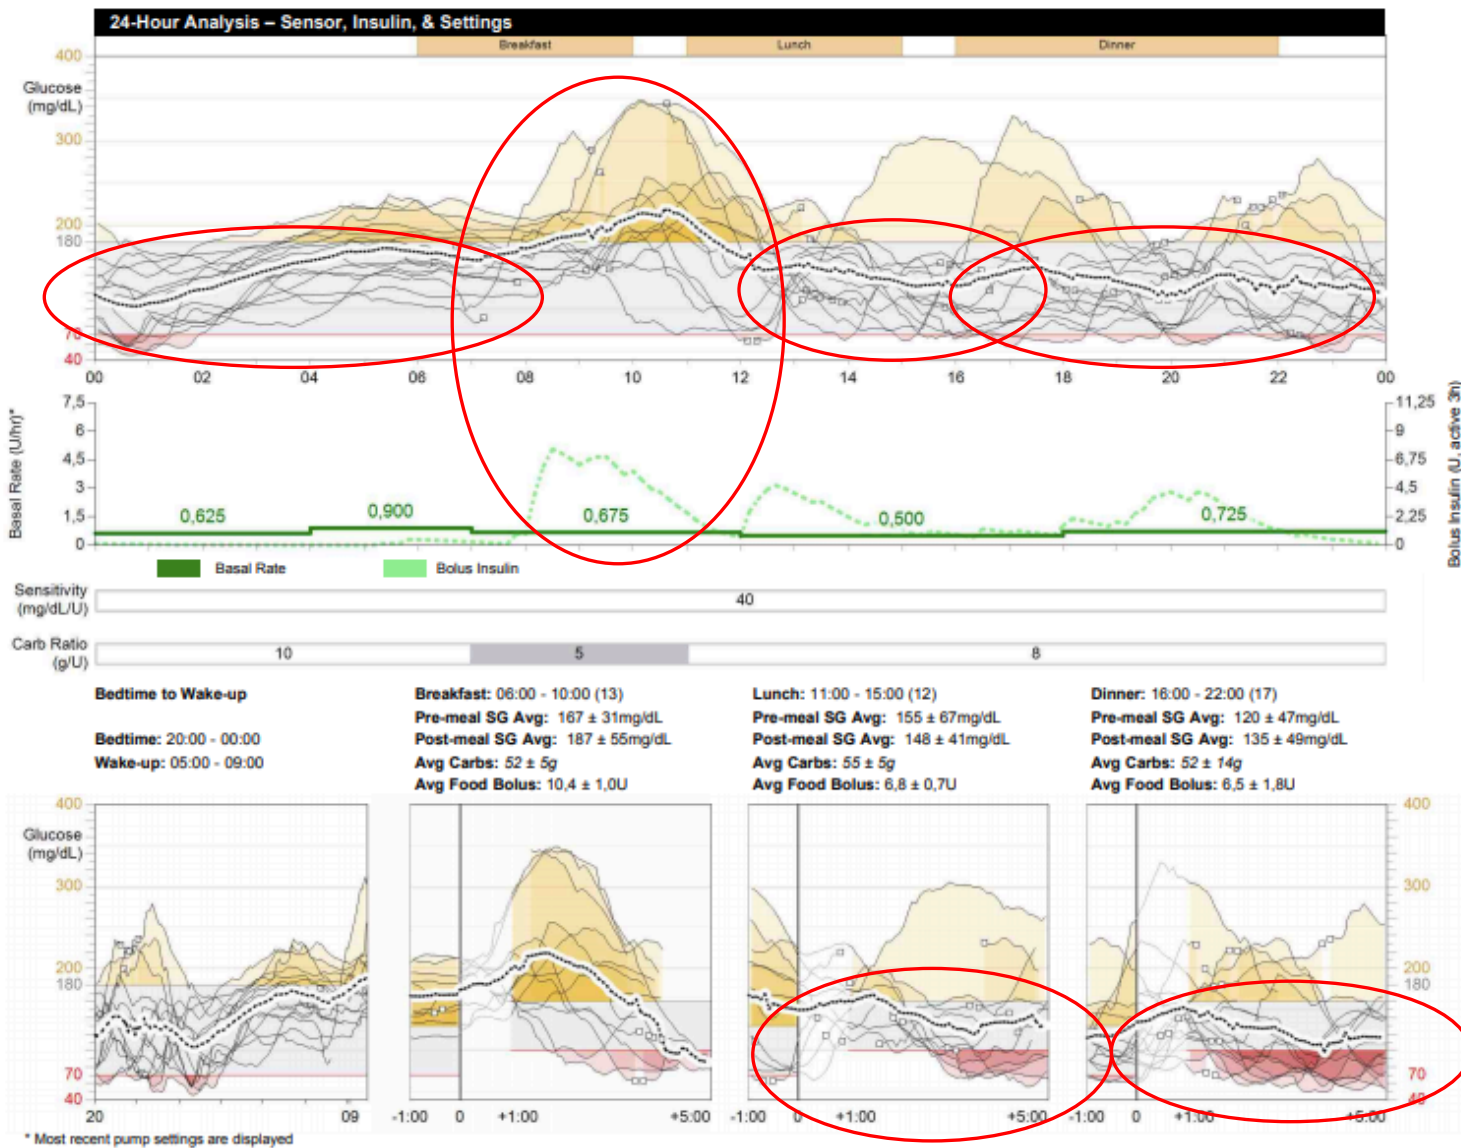 24-Hour Analysis – Sensor, Insulin, & Settings
Breakfast Lunch Dinner
400
Glucose
(mg/dL)
300
200
180
70
40
00 02 04 06 08 10 12 14 16 18 20 22 00
Basal Rate (U/hr)*
7,5
6
4,5
3
1,5
0
0,625 0,900 0,675 0,500 0,725
11,25
9
6,75
4,5
2,25
0
Bolus Insulin (U, active 3h)
Basal Rate Bolus Insulin
Sensitivity
(mg/dL/U)
40
Carb Ratio
(g/U)
10 5 8
Bedtime to Wake-up
Bedtime: 20:00 - 00:00
Wake-up: 05:00 - 09:00
Breakfast: 06:00 - 10:00 (13)
Pre-meal SG Avg: 167 ± 31mg/dL
Post-meal SG Avg: 187 ± 55mg/dL
Avg Carbs: 52 ± 5g
Avg Food Bolus: 10,4 ± 1,0U
Lunch: 11:00 - 15:00 (12)
Pre-meal SG Avg: 155 ± 67mg/dL
Post-meal SG Avg: 148 ± 41mg/dL
Avg Carbs: 55 ± 5g
Avg Food Bolus: 6,8 ± 0,7U
Dinner: 16:00 - 22:00 (17)
Pre-meal SG Avg: 120 ± 47mg/dL
Post-meal SG Avg: 135 ± 49mg/dL
Avg Carbs: 52 ± 14g
Avg Food Bolus: 6,5 ± 1,8U
400
Glucose
(mg/dL)
300
200
180
70
40
400
300
200
180
70
40
20 09
-1:00 0 +1:00 +5:00
-1:00 0 +1:00 +5:00
-1:00 0 +1:00 +5:00
* Most recent pump settings are displayed